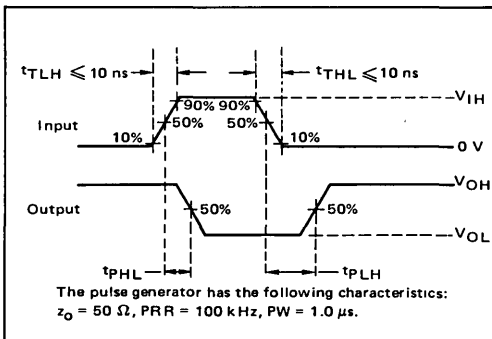 tTLH ≤ 10 ns
tTHL ≤ 10 ns
VIH
90% 90%
Input
50% 50%
10% 10%
0 V
VOH
Output
50% 50%
VOL
tPHL
tPLH
The pulse generator has the following characteristics:
zo = 50 Ω, PRR = 100 kHz, PW = 1.0 μs.